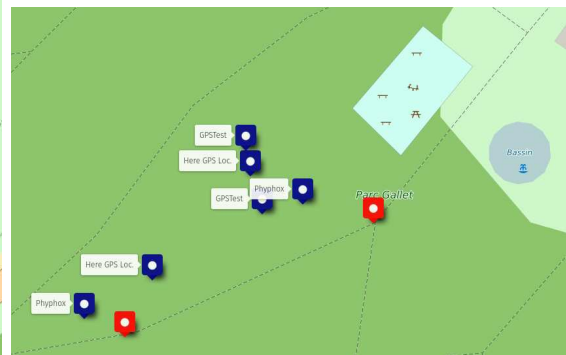 GPSTest
Here GPS Loc.
GPSTest
Phyphox
Parc Gallet
Bassin
Here GPS Loc.
Phyphox